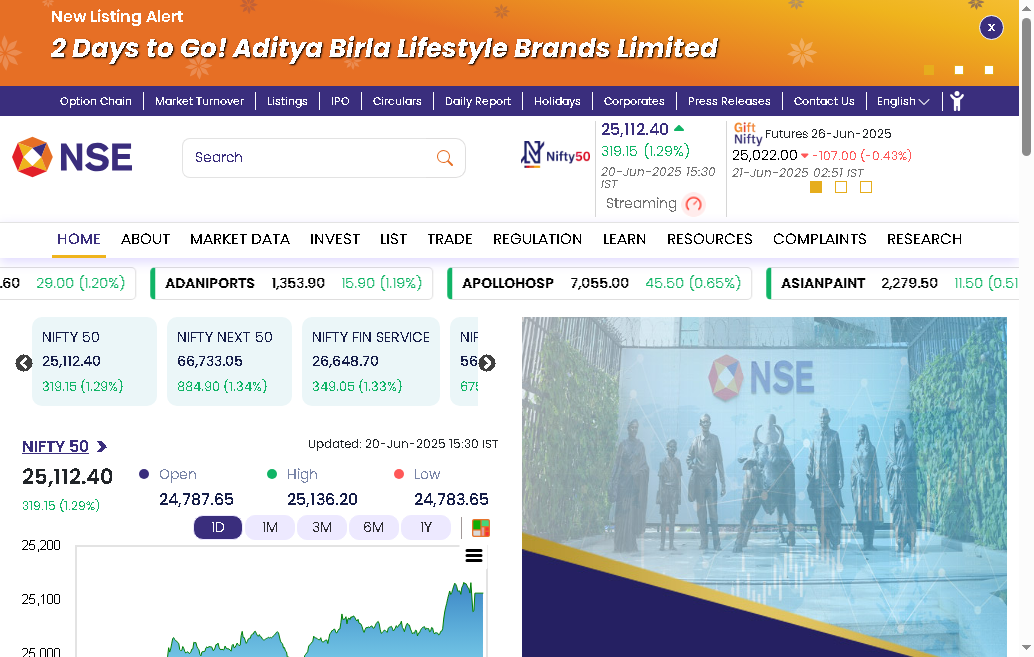 New Listing Alert
2 Days to Go! Aditya Birla Lifestyle Brands Limited
X
Option Chain
Market Turnover
Listings
IPO
Circulars
Daily Report
Holidays
Corporates
Press Releases
Contact Us
English
NSE
Search
Nifty50
25,112.40
319.15 (1.29%)
20-Jun-2025 15:30 IST
Streaming
Gift Nifty Futures 26-Jun-2025
25,022.00 -107.00 (-0.43%)
21-Jun-2025 02:51 IST
HOME
ABOUT
MARKET DATA
INVEST
LIST
TRADE
REGULATION
LEARN
RESOURCES
COMPLAINTS
RESEARCH
.60 29.00 (1.20%)
ADANIPORTS 1,353.90 15.90 (1.19%)
APOLLOHOSP 7,055.00 45.50 (0.65%)
ASIANPAINT 2,279.50 11.50 (0.51
NIFTY 50
25,112.40
319.15 (1.29%)
NIFTY NEXT 50
66,733.05
884.90 (1.34%)
NIFTY FIN SERVICE
26,648.70
349.05 (1.33%)
NIF
56
675
NSE
NIFTY 50
Updated: 20-Jun-2025 15:30 IST
25,112.40
319.15 (1.29%)
Open
24,787.65
High
25,136.20
Low
24,783.65
1D
1M
3M
6M
1Y
25,200
25,100
25,000